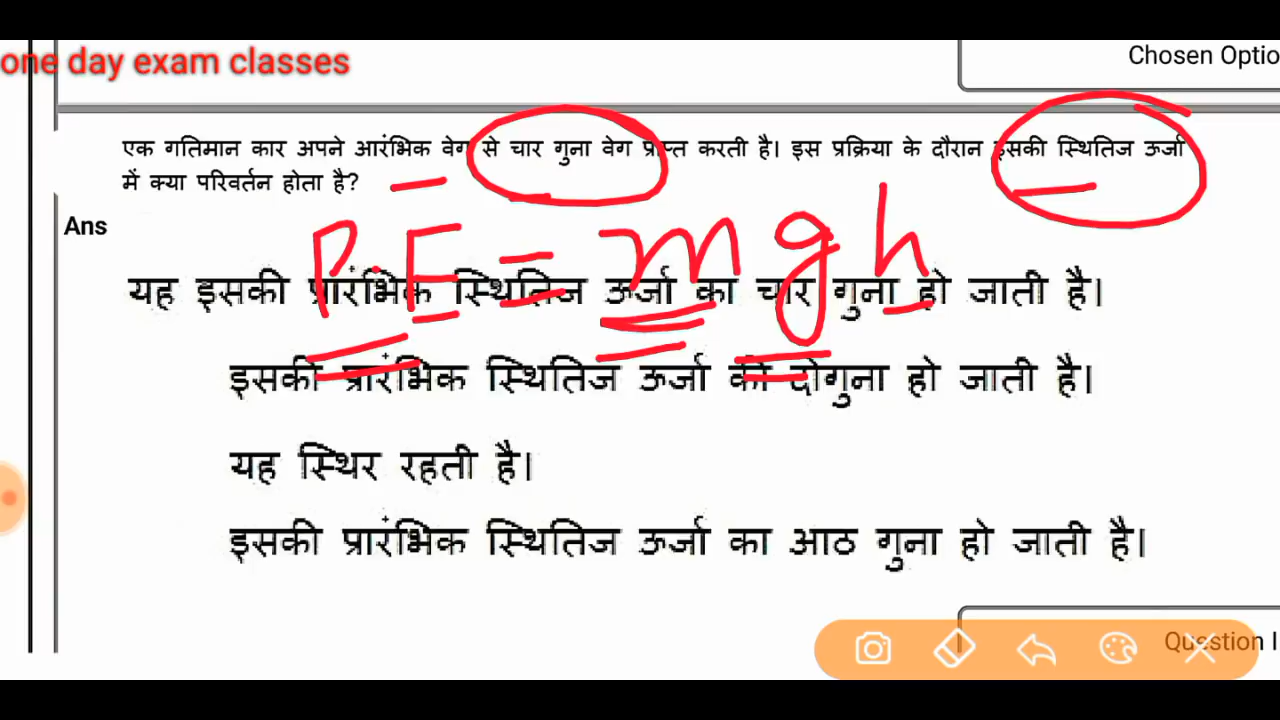 one day exam classes
Chosen Optio
एक गतिमान कार अपने आरंभिक वेग से चार गुना वेग प्राप्त करती है। इस प्रक्रिया के दौरान इसकी स्थितिज ऊर्जा
में क्या परिवर्तन होता है?
Ans
P.E = mgh
यह इसकी प्रारंभिक स्थितिज ऊर्जा का चार गुना हो जाती है।
इसकी प्रारंभिक स्थितिज ऊर्जा की दोगुना हो जाती है।
यह स्थिर रहती है।
इसकी प्रारंभिक स्थितिज ऊर्जा का आठ गुना हो जाती है।
Question I